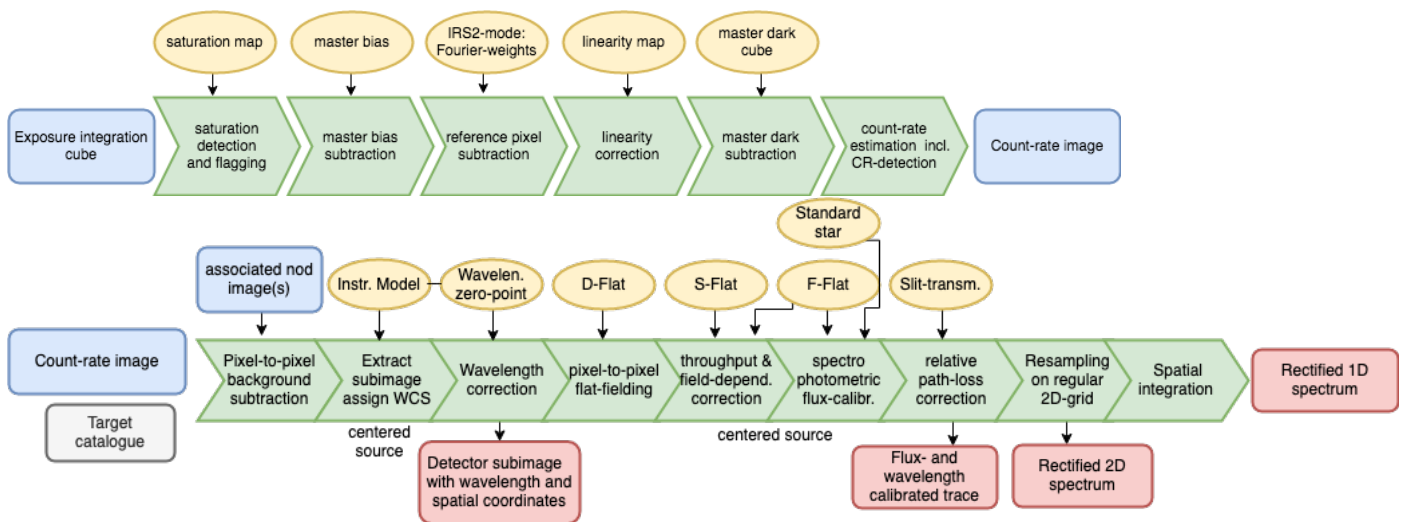 saturation map
master bias
IRS2-mode:
Fourier-weights
linearity map
master dark
cube
Exposure integration
cube
saturation
detection
and flagging
master bias
subtraction
reference pixel
subtraction
linearity
correction
master dark
subtraction
count-rate
estimation incl.
CR-detection
Count-rate image
Standard
star
associated nod
image(s)
Instr. Model
Wavelen.
zero-point
D-Flat
S-Flat
F-Flat
Slit-transm.
Count-rate image
Target
catalogue
Pixel-to-pixel
background
subtraction
Extract
subimage
assign WCS
Wavelength
correction
pixel-to-pixel
flat-fielding
throughput &
field-depend.
correction
spectro
photometric
flux-calibr.
relative
path-loss
correction
Resampling
on regular
2D-grid
Spatial
integration
Rectified 1D
spectrum
centered
source
centered source
Detector subimage
with wavelength and
spatial coordinates
Flux- and
wavelength
calibrated trace
Rectified 2D
spectrum